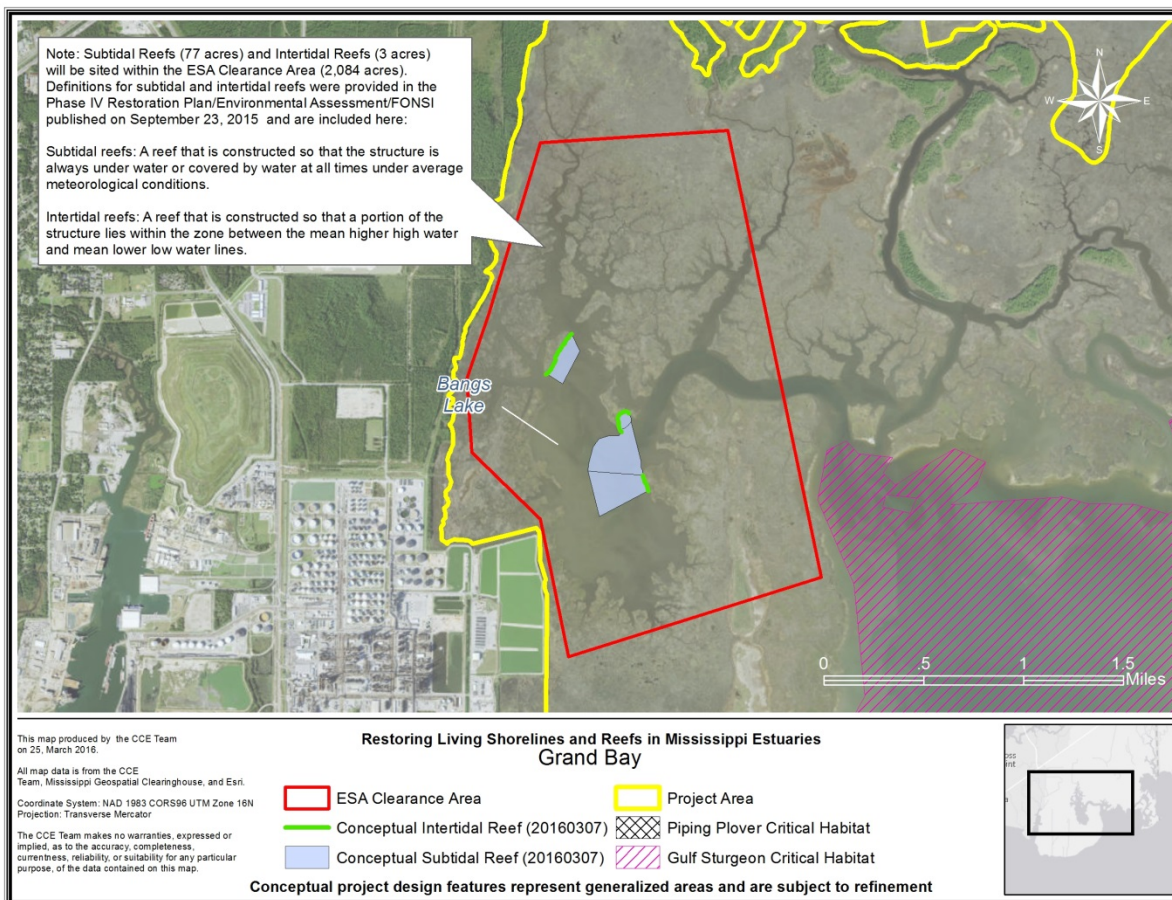 Note: Subtidal Reefs (77 acres) and Intertidal Reefs (3 acres)
will be sited within the ESA Clearance Area (2,084 acres).
Definitions for subtidal and intertidal reefs were provided in the
Phase IV Restoration Plan/Environmental Assessment/FONSI
published on September 23, 2015 and are included here:
Subtidal reefs: A reef that is constructed so that the structure is
always under water or covered by water at all times under average
meteorological conditions.
Intertidal reefs: A reef that is constructed so that a portion of the
structure lies within the zone between the mean higher high water
and mean lower low water lines.
N
W E
S
Bangs
Lake
0 .5 1 1.5
Miles
This map produced by the CCE Team
on 25, March 2016.
All map data is from the CCE
Team, Mississippi Geospatial Clearinghouse, and Esri.
Coordinate System: NAD 1983 CORS96 UTM Zone 16N
Projection: Transverse Mercator
The CCE Team makes no warranties, expressed or
implied, as to the accuracy, completeness,
currentness, reliability, or suitability for any particular
purpose, of the data contained on this map.
Restoring Living Shorelines and Reefs in Mississippi Estuaries
Grand Bay
ESA Clearance Area
Project Area
Conceptual Intertidal Reef (20160307)
Piping Plover Critical Habitat
Conceptual Subtidal Reef (20160307)
Gulf Sturgeon Critical Habitat
Conceptual project design features represent generalized areas and are subject to refinement